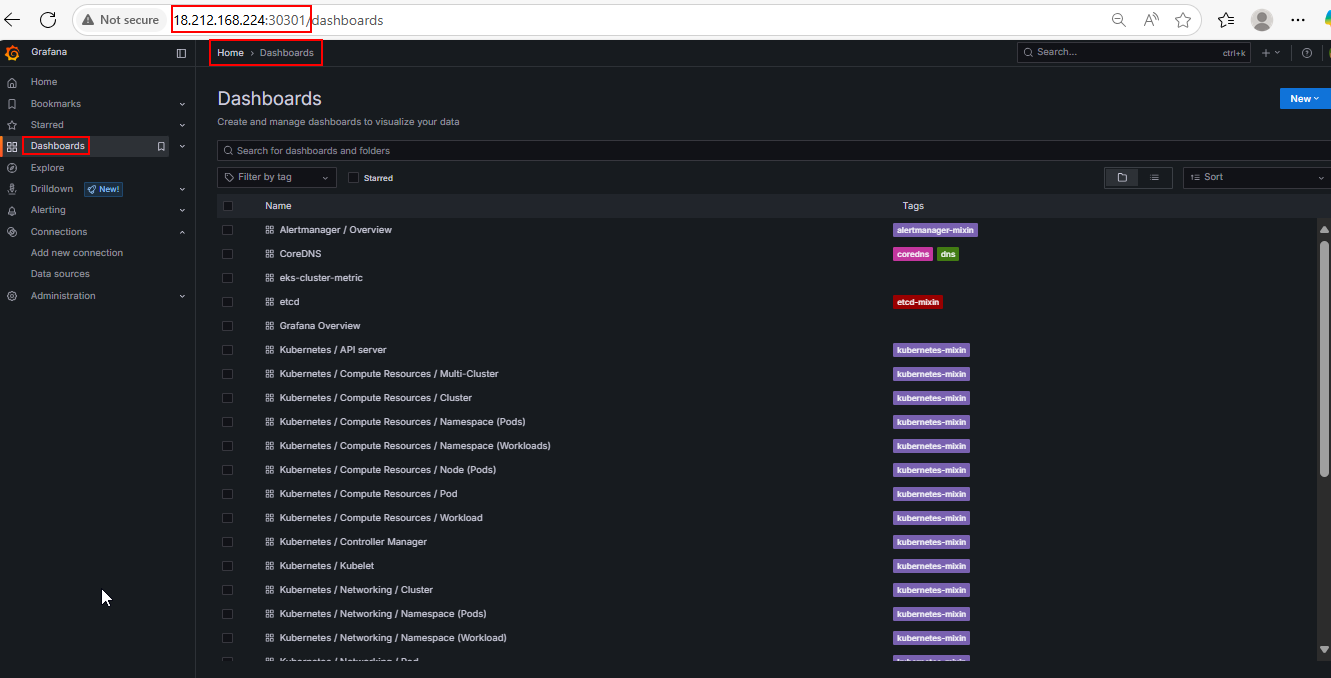 Not secure 18.212.168.224:30301/dashboards
Grafana
Home › Dashboards
Search... ctrl+k
Home
Bookmarks
Starred
Dashboards
Explore
Drilldown New!
Alerting
Connections
Add new connection
Data sources
Administration
Dashboards
New
Create and manage dashboards to visualize your data
Search for dashboards and folders
Filter by tag Starred Sort
Name Tags
Alertmanager / Overview alertmanager-mixin
CoreDNS coredns dns
eks-cluster-metric
etcd etcd-mixin
Grafana Overview
Kubernetes / API server kubernetes-mixin
Kubernetes / Compute Resources / Multi-Cluster kubernetes-mixin
Kubernetes / Compute Resources / Cluster kubernetes-mixin
Kubernetes / Compute Resources / Namespace (Pods) kubernetes-mixin
Kubernetes / Compute Resources / Namespace (Workloads) kubernetes-mixin
Kubernetes / Compute Resources / Node (Pods) kubernetes-mixin
Kubernetes / Compute Resources / Pod kubernetes-mixin
Kubernetes / Compute Resources / Workload kubernetes-mixin
Kubernetes / Controller Manager kubernetes-mixin
Kubernetes / Kubelet kubernetes-mixin
Kubernetes / Networking / Cluster kubernetes-mixin
Kubernetes / Networking / Namespace (Pods) kubernetes-mixin
Kubernetes / Networking / Namespace (Workload) kubernetes-mixin
Kubernetes / Networking / Pod kubernetes-mixin